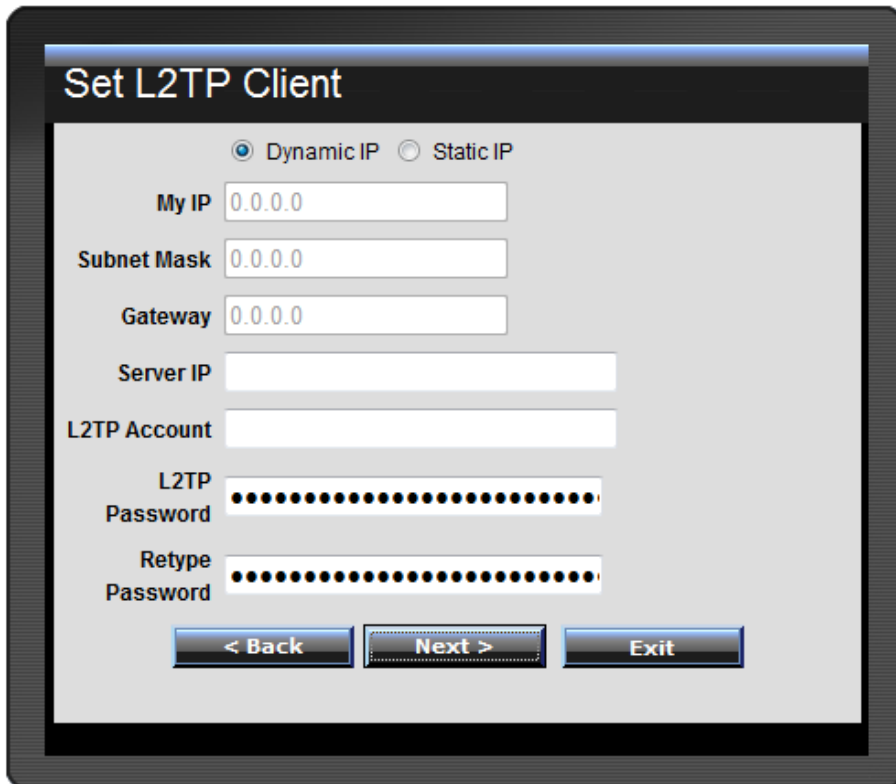 Set L2TP Client
Dynamic IP Static IP
My IP 0.0.0.0
Subnet Mask 0.0.0.0
Gateway 0.0.0.0
Server IP
L2TP Account
L2TP
Password
Retype
Password
< Back Next > Exit